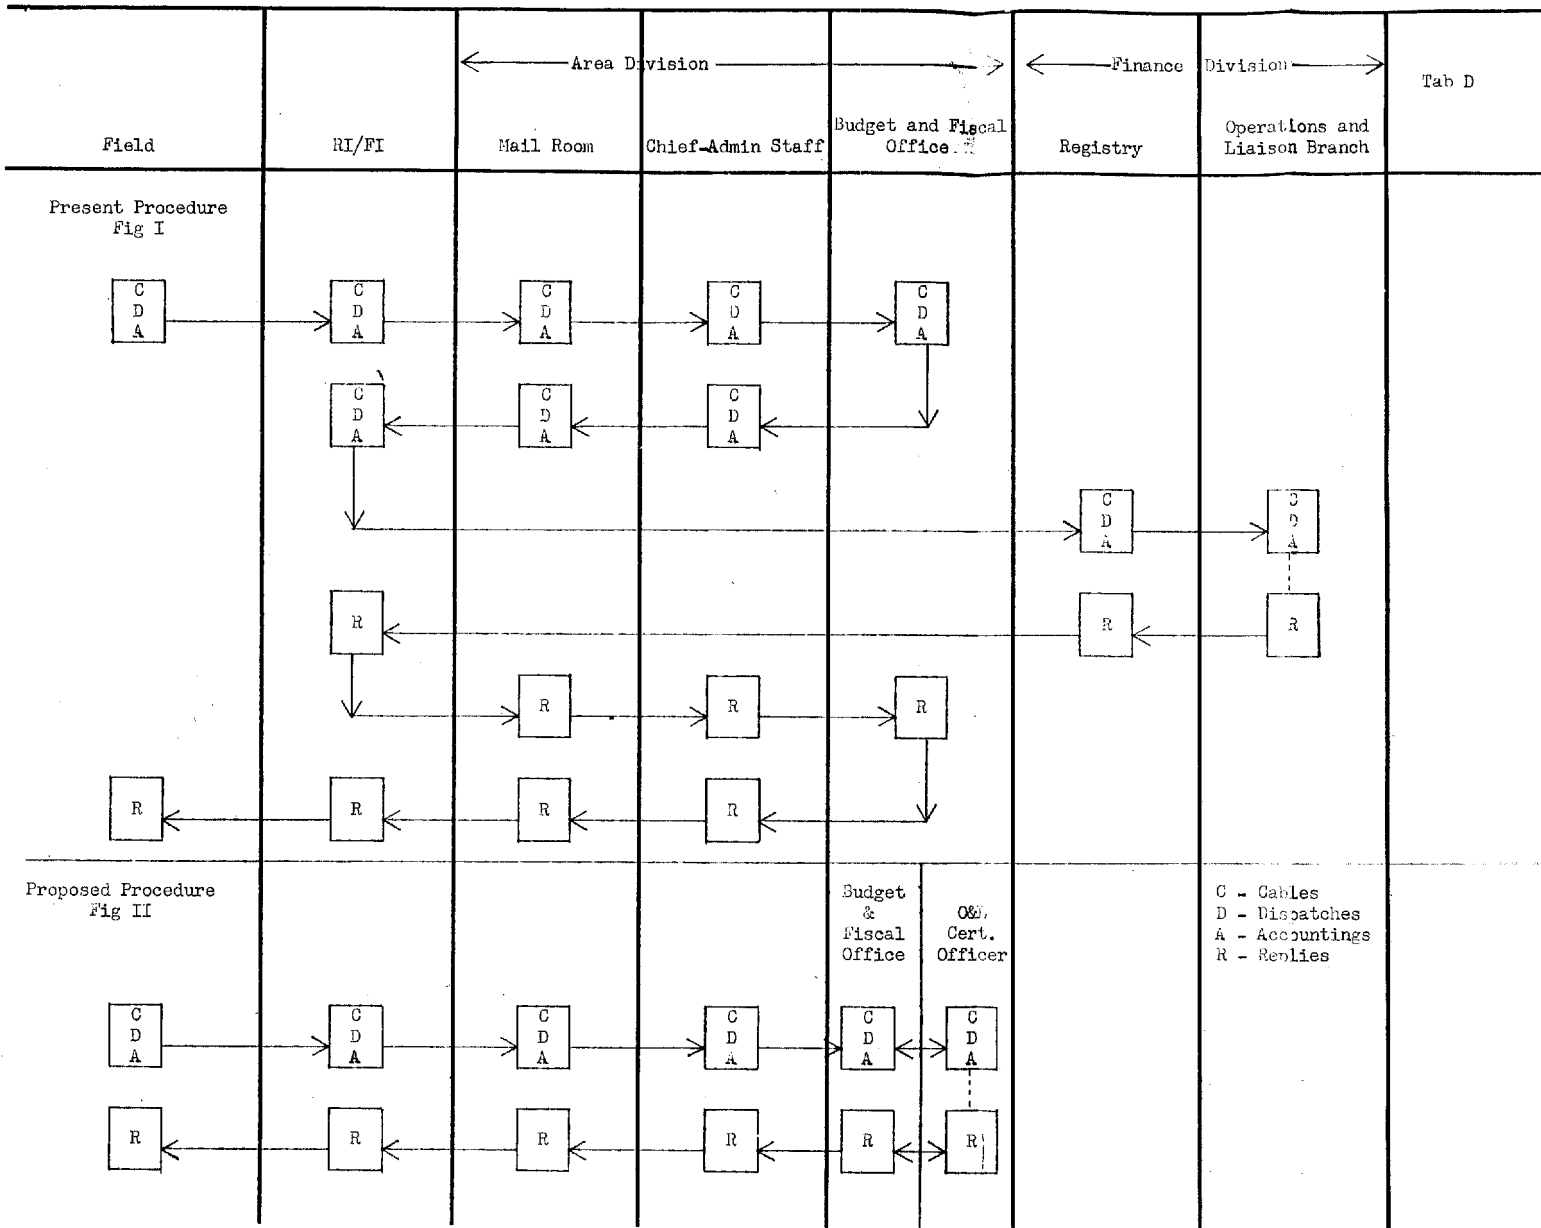 Area Division
Finance Division
Tab D
Field
RI/FI
Mail Room
Chief-Admin Staff
Budget and Fiscal
Office
Registry
Operations and
Liaison Branch
Present Procedure
Fig I
C
D
A
C
D
A
C
D
A
C
D
A
C
D
A
C
D
A
C
D
A
C
D
A
C
D
A
C
D
A
R
R
R
R
R
R
R
R
R
R
Proposed Procedure
Fig II
Budget
&
Fiscal
Office
O&L
Cert.
Officer
C - Cables
D - Dispatches
A - Accountings
R - Replies
C
D
A
C
D
A
C
D
A
C
D
A
C
D
A
C
D
A
R
R
R
R
R
R